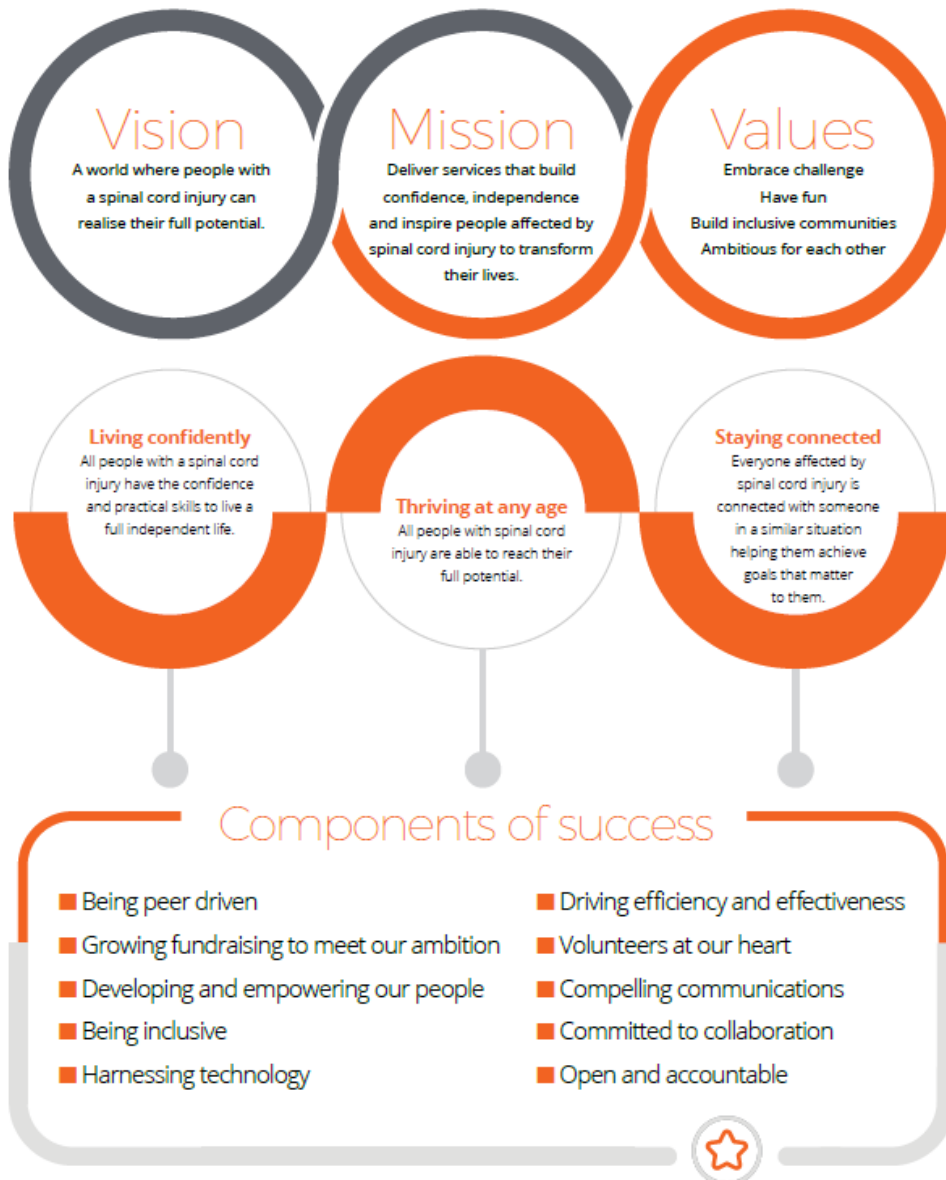 Vision
A world where people with
a spinal cord injury can
realise their full potential.
Mission
Deliver services that build
confidence, independence
and inspire people affected by
spinal cord injury to transform
their lives.
Values
Embrace challenge
Have fun
Build inclusive communities
Ambitious for each other
Living confidently
All people with a spinal cord
injury have the confidence
and practical skills to live a
full independent life.
Thriving at any age
All people with spinal cord
injury are able to reach their
full potential.
Staying connected
Everyone affected by
spinal cord injury is
connected with someone
in a similar situation
helping them achieve
goals that matter
to them.
Components of success
Being peer driven
Growing fundraising to meet our ambition
Developing and empowering our people
Being inclusive
Harnessing technology
Driving efficiency and effectiveness
Volunteers at our heart
Compelling communications
Committed to collaboration
Open and accountable